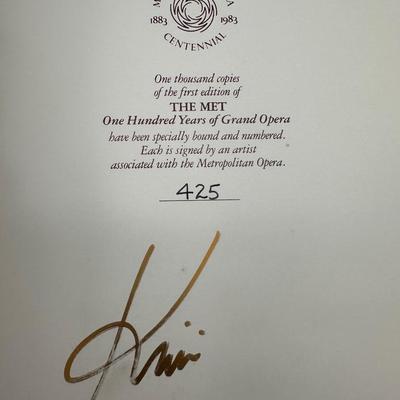 1883 1983
CENTENNIAL
One thousand copies
of the first edition of
THE MET
One Hundred Years of Grand Opera
have been specially bound and numbered.
Each is signed by an artist
associated with the Metropolitan Opera.
425